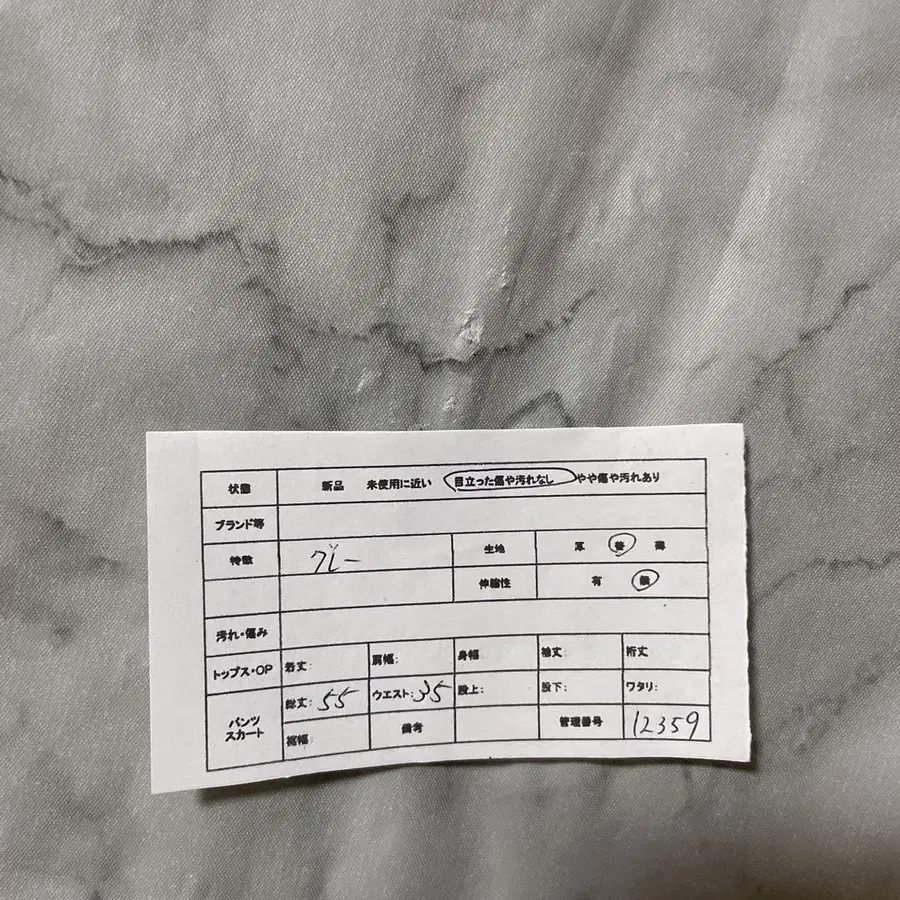 状態 新品 未使用に近い 目立った傷や汚れなし やや傷や汚れあり
ブランド等
特徴 グレー 生地 厚 普 薄
伸縮性 有 無
汚れ・傷み
トップス・OP 着丈: 肩幅: 身幅 袖丈: 裄丈
パンツ スカート 総丈: 55 ウエスト: 35 股上: 股下: ワタリ:
裾幅: 備考 管理番号 12359